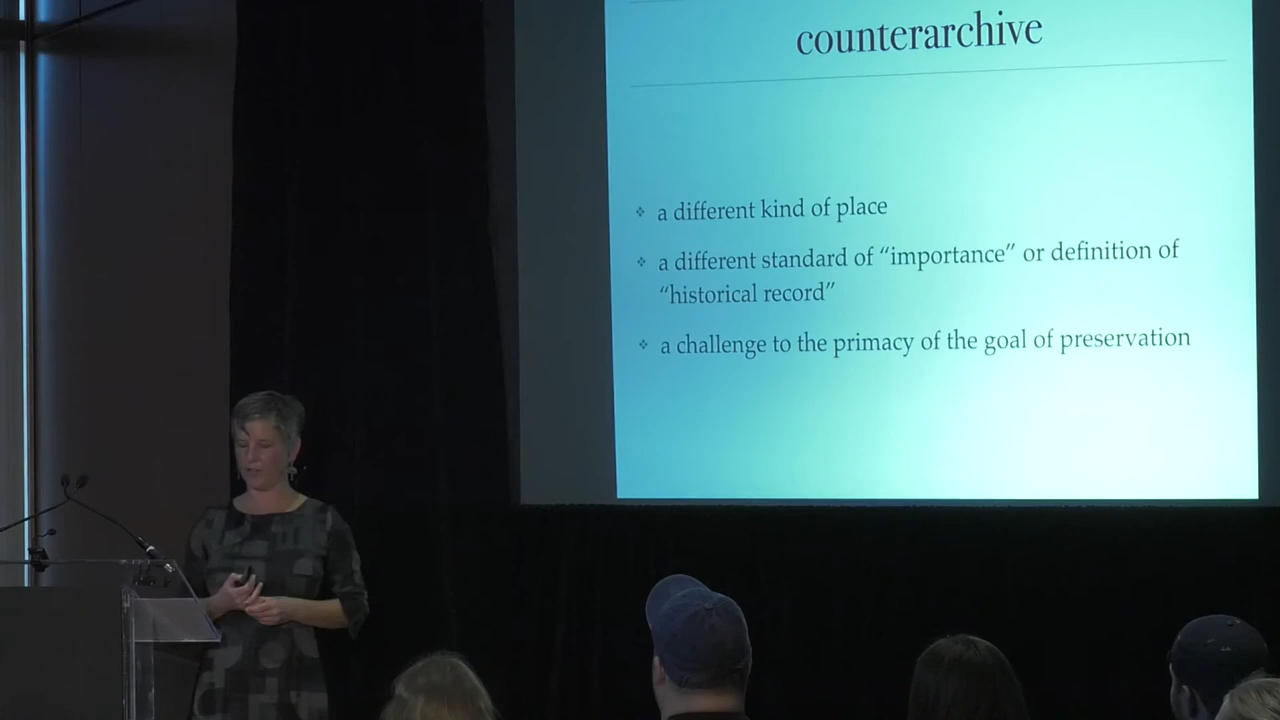 counterarchive
a different kind of place
a different standard of “importance” or definition of
“historical record”
a challenge to the primacy of the goal of preservation